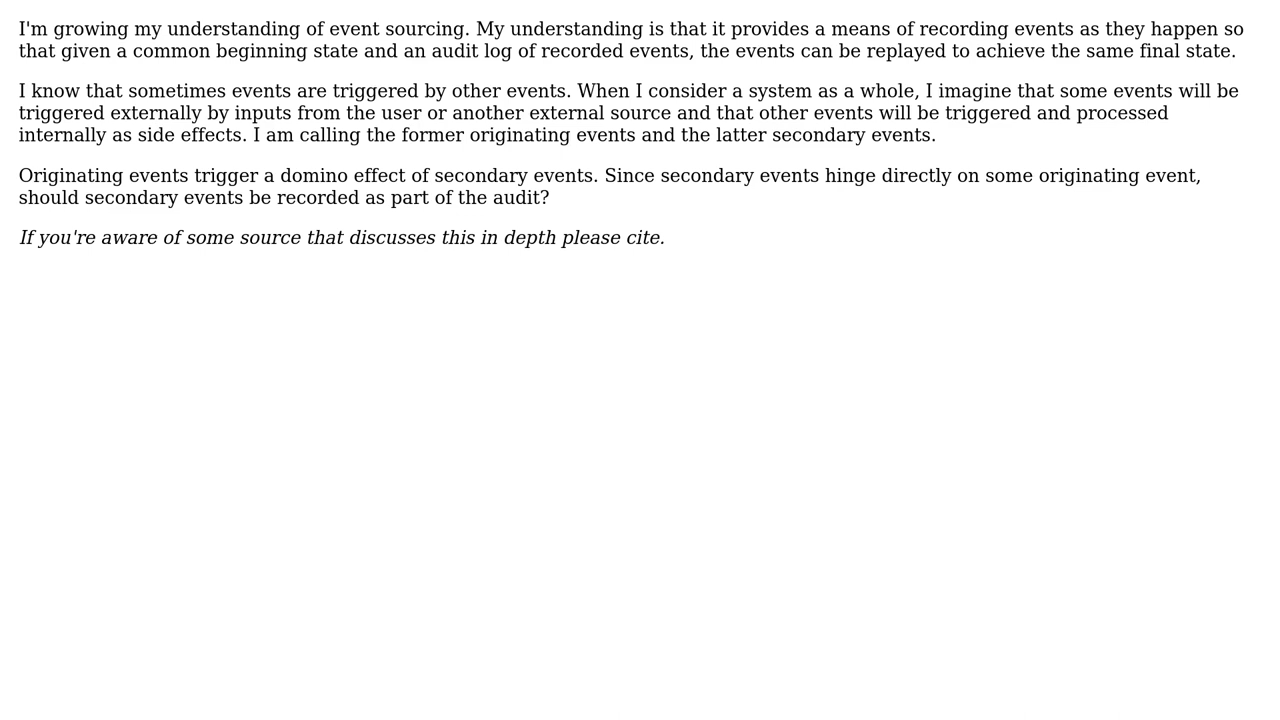 I'm growing my understanding of event sourcing. My understanding is that it provides a means of recording events as they happen so
that given a common beginning state and an audit log of recorded events, the events can be replayed to achieve the same final state.
I know that sometimes events are triggered by other events. When I consider a system as a whole, I imagine that some events will be
triggered externally by inputs from the user or another external source and that other events will be triggered and processed
internally as side effects. I am calling the former originating events and the latter secondary events.
Originating events trigger a domino effect of secondary events. Since secondary events hinge directly on some originating event,
should secondary events be recorded as part of the audit?
If you're aware of some source that discusses this in depth please cite.